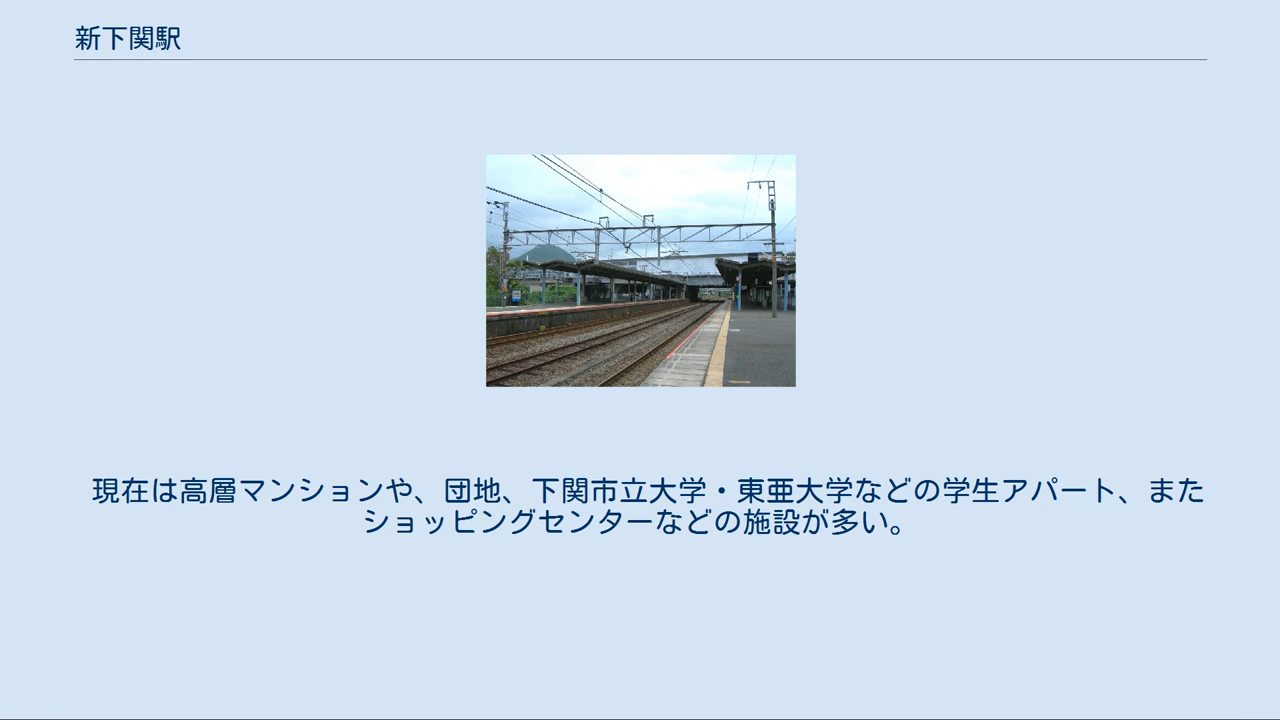 新下関駅
現在は高層マンションや、団地、下関市立大学・東亜大学などの学生アパート、また
ショッピングセンターなどの施設が多い。